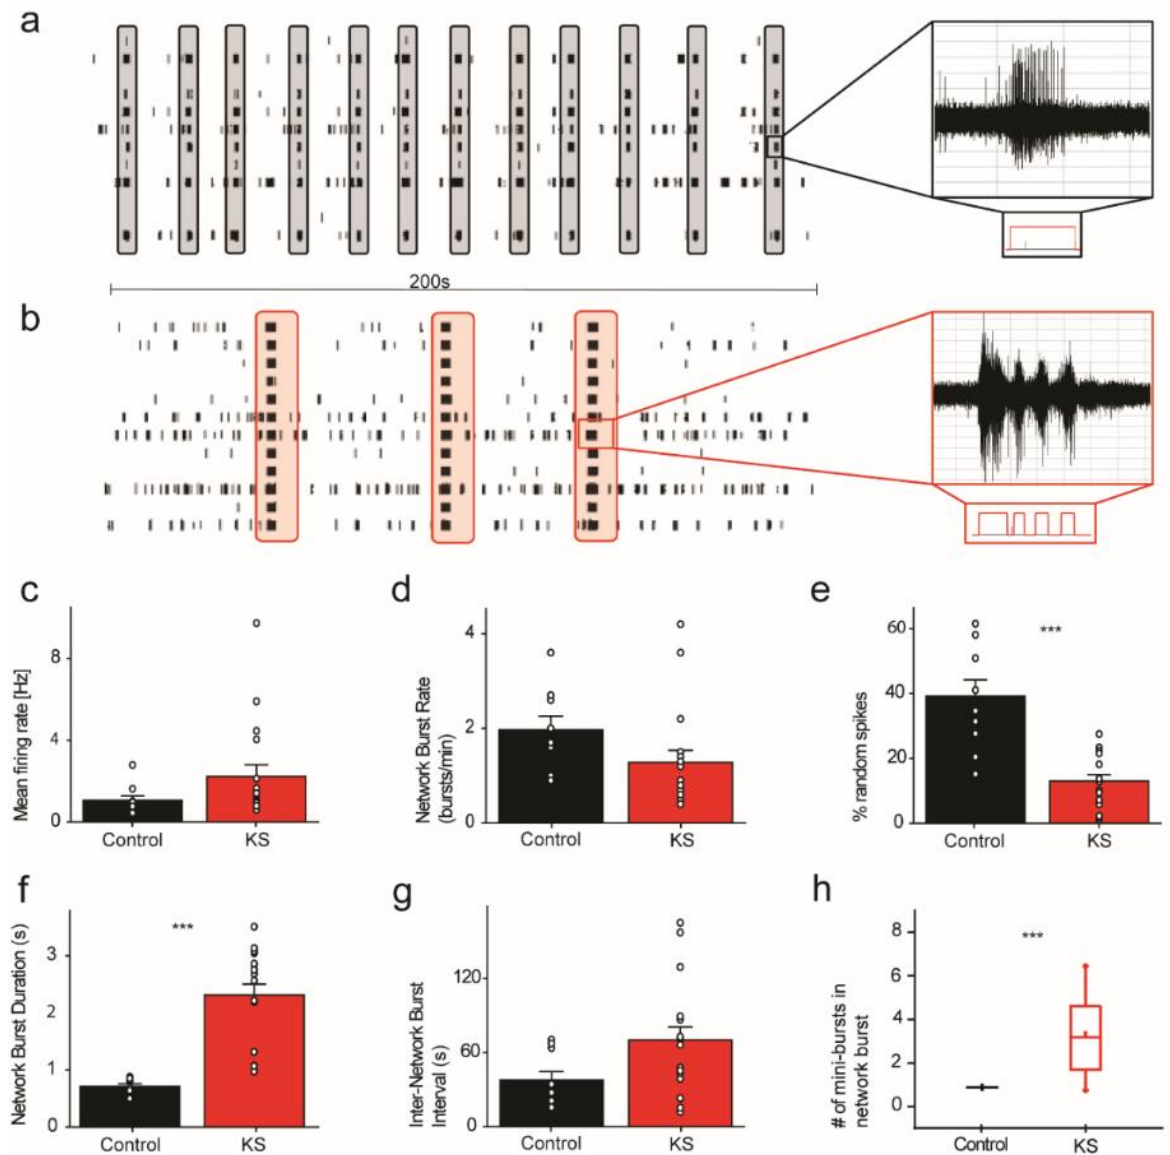 a
200s
b
c
Mean firing rate [Hz]
8
4
0
Control
KS
d
Network Burst Rate
(bursts/min)
4
2
0
Control
KS
e
% random spikes
60
40
20
0
***
Control
KS
f
Network Burst Duration (s)
3
2
1
0
***
Control
KS
g
Inter-Network Burst
Interval (s)
120
60
0
Control
KS
h
# of mini-bursts in
network burst
8
6
4
2
0
***
Control
KS